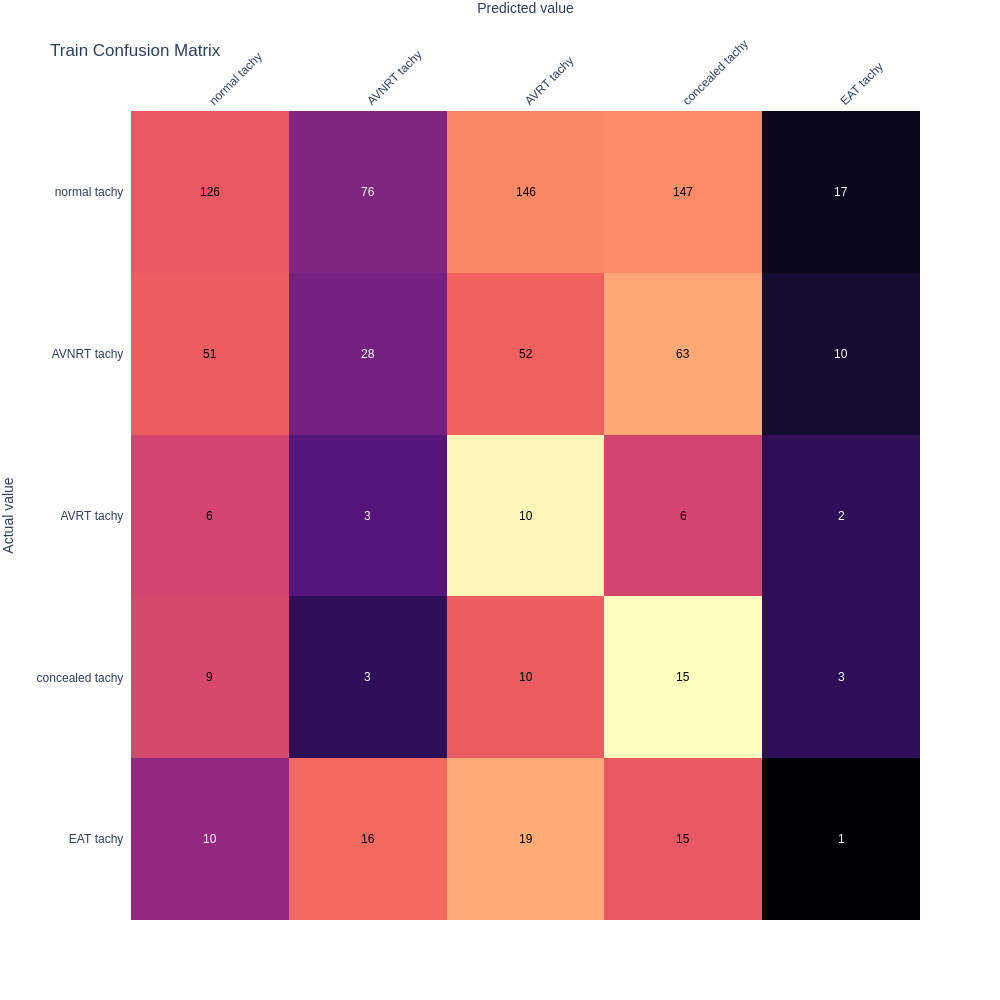 Predicted value
Train Confusion Matrix
normal tachy
AVNRT tachy
AVRT tachy
concealed tachy
EAT tachy
normal tachy 126 76 146 147 17
AVNRT tachy 51 28 52 63 10
Actual value
AVRT tachy 6 3 10 6 2
concealed tachy 9 3 10 15 3
EAT tachy 10 16 19 15 1